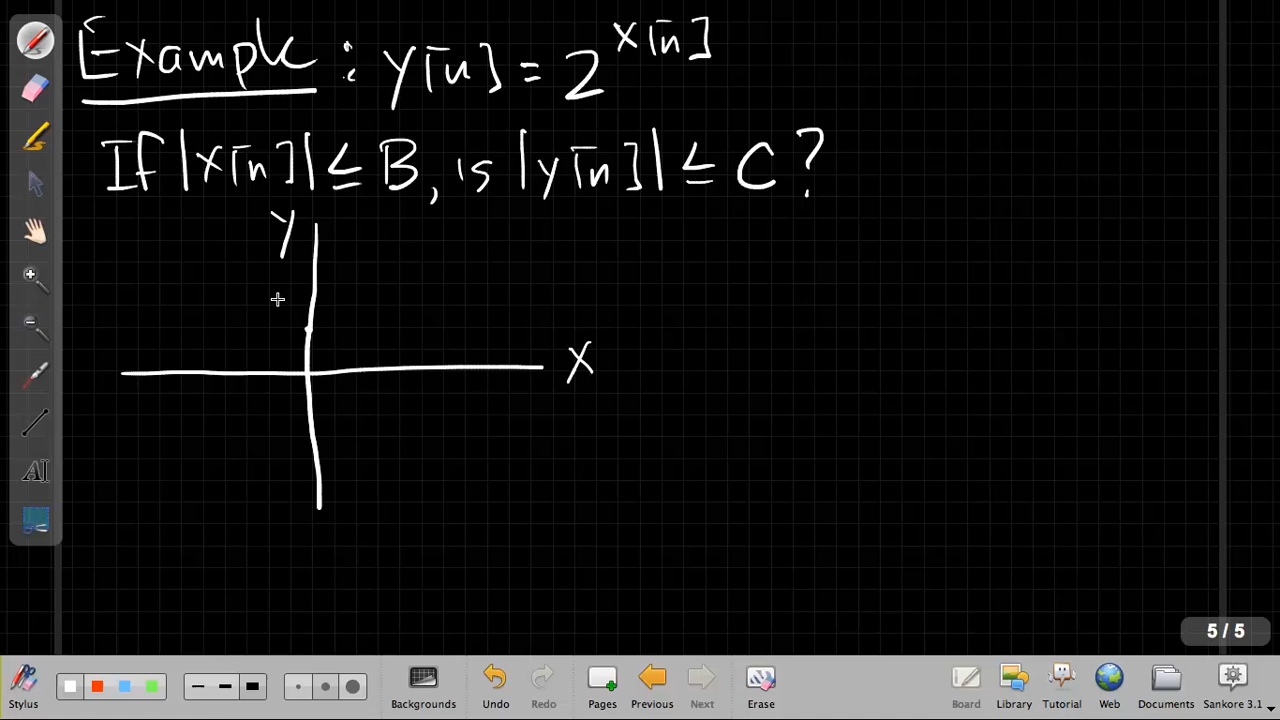 Example : y[n] = 2^x[n]
If |x[n]| ≤ B, is |y[n]| ≤ C?
y
x
AI
5 / 5
Stylus
Backgrounds
Undo
Redo
Pages
Previous
Next
Erase
Board
Library
Tutorial
Web
Documents
Sankore 3.1